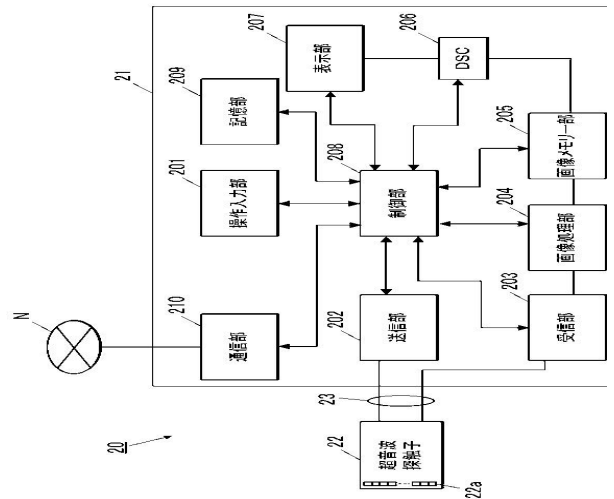 20
N
21
210
通信部
201
操作入力部
209
記憶部
207
表示部
22
超音波
探触子
22a
23
202
送信部
208
制御部
206
DSC
203
受信部
204
画像処理部
205
画像メモリー部